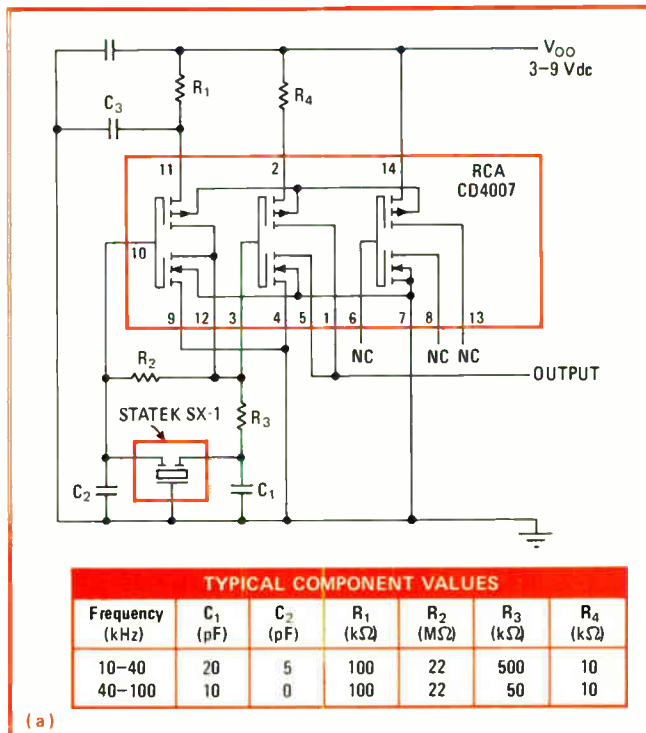 V₀₀
3–9 Vdc
R₁
R₄
C₃
11
2
14
RCA
CD4007
10
9
12
3
4
5
1
6
7
8
13
NC
NC
NC
R₂
OUTPUT
STATEK SX-1
R₃
C₂
C₁
TYPICAL COMPONENT VALUES
Frequency (kHz) C₁ (pF) C₂ (pF) R₁ (kΩ) R₂ (MΩ) R₃ (kΩ) R₄ (kΩ)
10–40 20 5 100 22 500 10
40–100 10 0 100 22 50 10
(a)